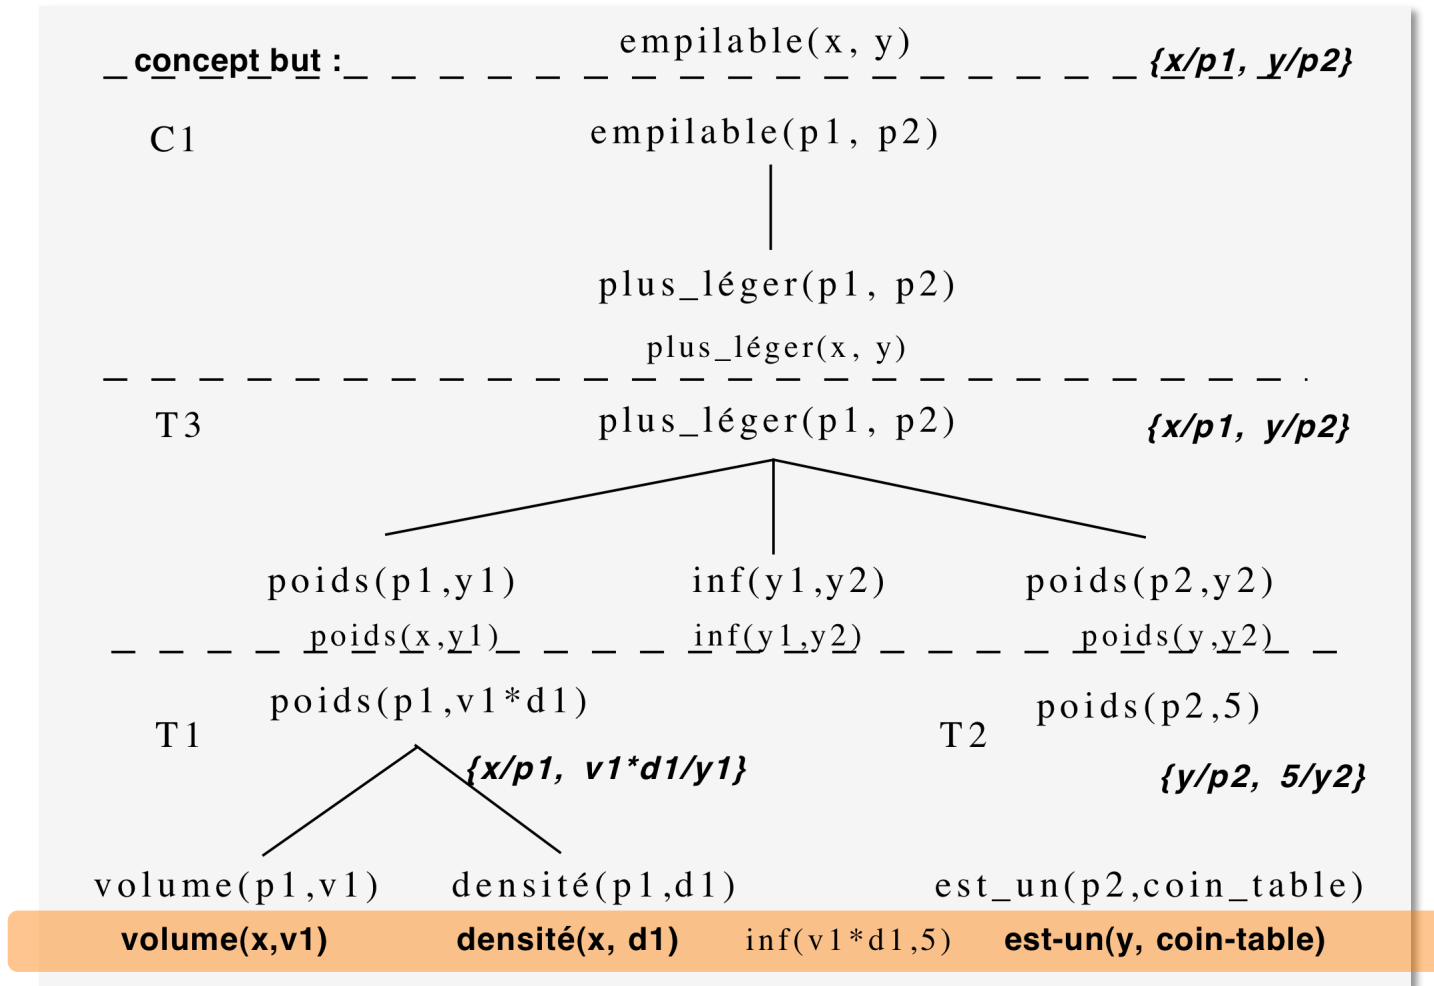 concept but : empilable(x, y) {x/p1, y/p2}
C1 empilable(p1, p2)
plus_léger(p1, p2)
plus_léger(x, y)
T3 plus_léger(p1, p2) {x/p1, y/p2}
poids(p1,y1) inf(y1,y2) poids(p2,y2)
poids(x,y1) inf(y1,y2) poids(y,y2)
T1 poids(p1,v1*d1) T2 poids(p2,5)
{x/p1, v1*d1/y1} {y/p2, 5/y2}
volume(p1,v1) densité(p1,d1) est_un(p2,coin_table)
volume(x,v1) densité(x, d1) inf(v1*d1,5) est-un(y, coin-table)